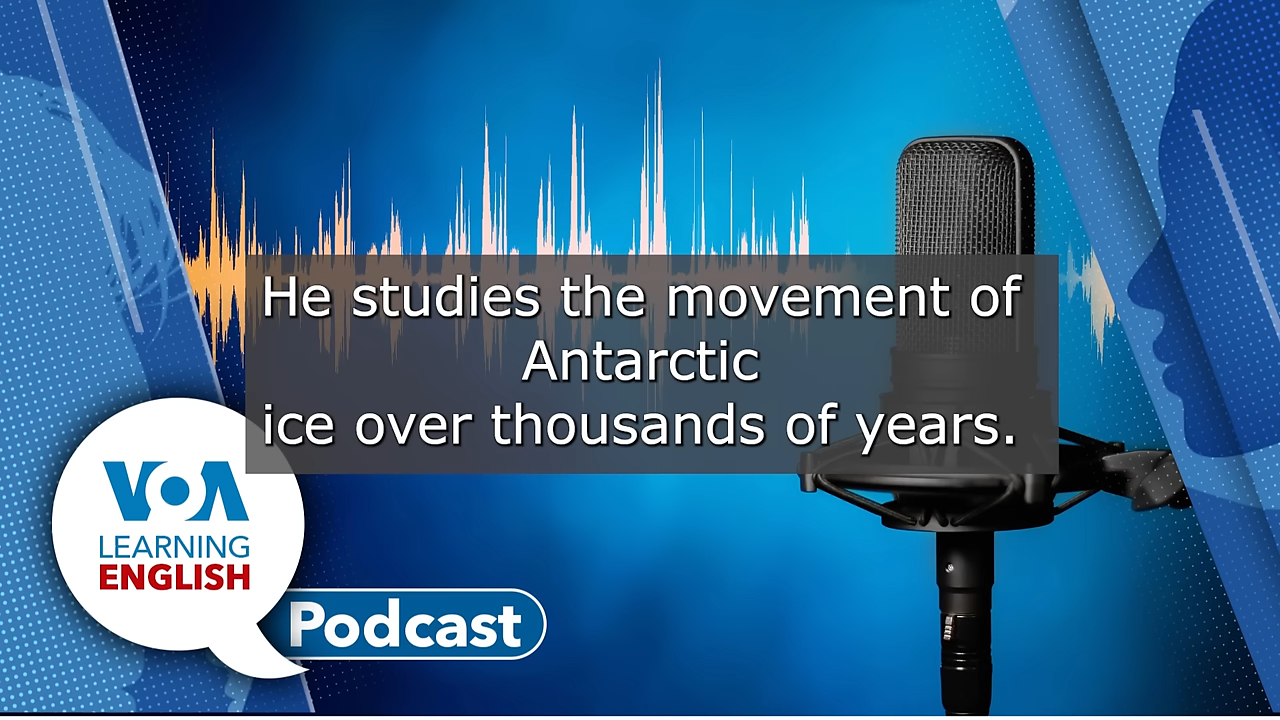 He studies the movement of
Antarctic
ice over thousands of years.
VOA
LEARNING
ENGLISH
Podcast